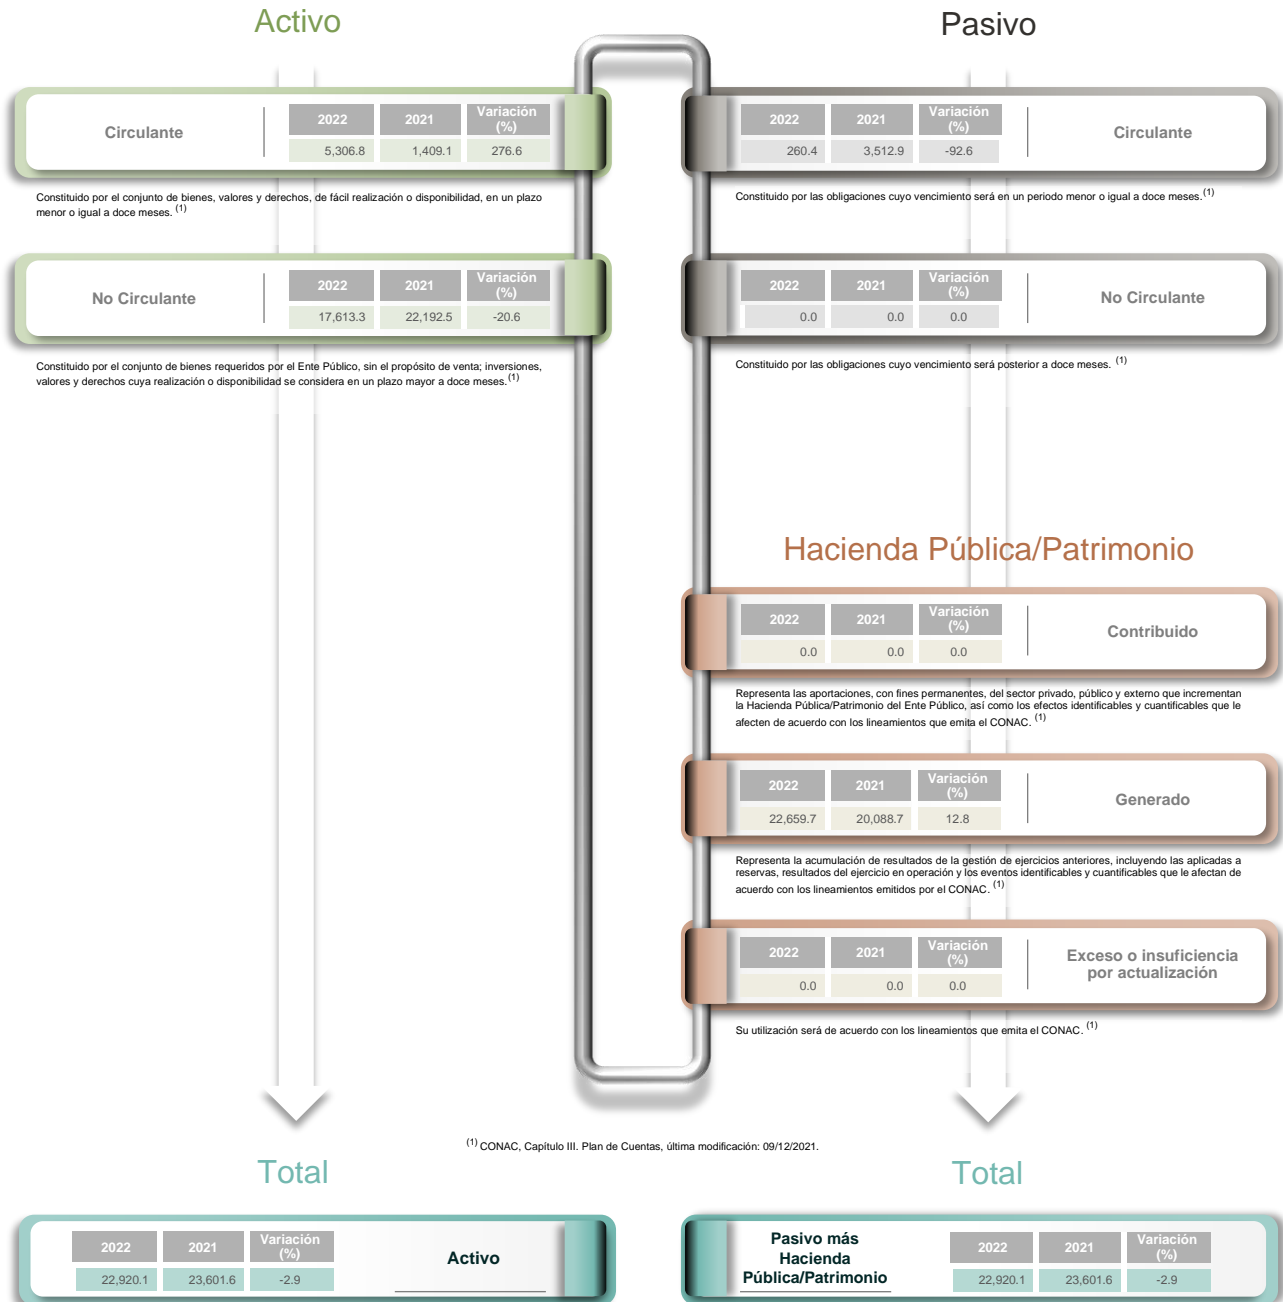 Activo
Circulante
2022 2021 Variación (%)
5,306.8 1,409.1 276.6
Constituido por el conjunto de bienes, valores y derechos, de fácil realización o disponibilidad, en un plazo
menor o igual a doce meses. (1)
No Circulante
2022 2021 Variación (%)
17,613.3 22,192.5 -20.6
Constituido por el conjunto de bienes requeridos por el Ente Público, sin el propósito de venta; inversiones,
valores y derechos cuya realización o disponibilidad se considera en un plazo mayor a doce meses. (1)
Pasivo
2022 2021 Variación (%)
260.4 3,512.9 -92.6
Circulante
Constituido por las obligaciones cuyo vencimiento será en un periodo menor o igual a doce meses. (1)
2022 2021 Variación (%)
0.0 0.0 0.0
No Circulante
Constituido por las obligaciones cuyo vencimiento será posterior a doce meses. (1)
Hacienda Pública/Patrimonio
2022 2021 Variación (%)
0.0 0.0 0.0
Contribuido
Representa las aportaciones, con fines permanentes, del sector privado, público y externo que incrementan
la Hacienda Pública/Patrimonio del Ente Público, así como los efectos identificables y cuantificables que le
afecten de acuerdo con los lineamientos que emita el CONAC. (1)
2022 2021 Variación (%)
22,659.7 20,088.7 12.8
Generado
Representa la acumulación de resultados de la gestión de ejercicios anteriores, incluyendo las aplicadas a
reservas, resultados del ejercicio en operación y los eventos identificables y cuantificables que le afectan de
acuerdo con los lineamientos emitidos por el CONAC. (1)
2022 2021 Variación (%)
0.0 0.0 0.0
Exceso o insuficiencia
por actualización
Su utilización será de acuerdo con los lineamientos que emita el CONAC. (1)
(1) CONAC, Capítulo III. Plan de Cuentas, última modificación: 09/12/2021.
Total
2022 2021 Variación (%)
22,920.1 23,601.6 -2.9
Activo
Total
Pasivo más
Hacienda
Pública/Patrimonio
2022 2021 Variación (%)
22,920.1 23,601.6 -2.9